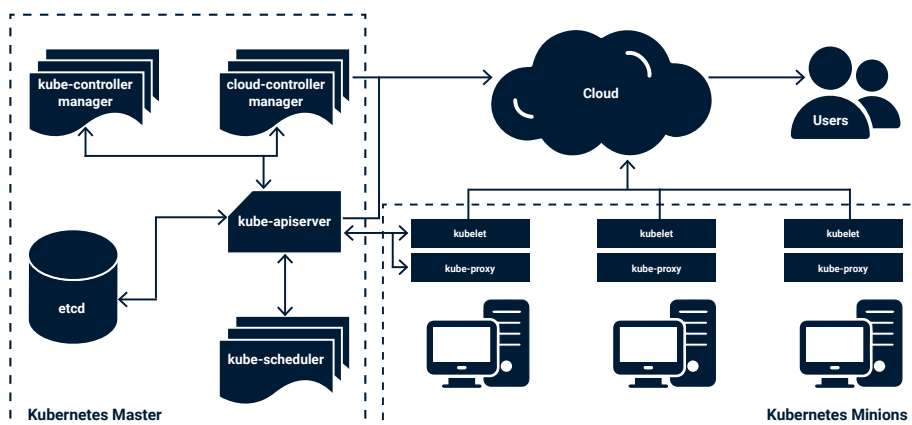 kube-controller
manager
cloud-controller
manager
Cloud
Users
kube-apiserver
kubelet
kubelet
kubelet
kube-proxy
kube-proxy
kube-proxy
etcd
kube-scheduler
Kubernetes Master
Kubernetes Minions